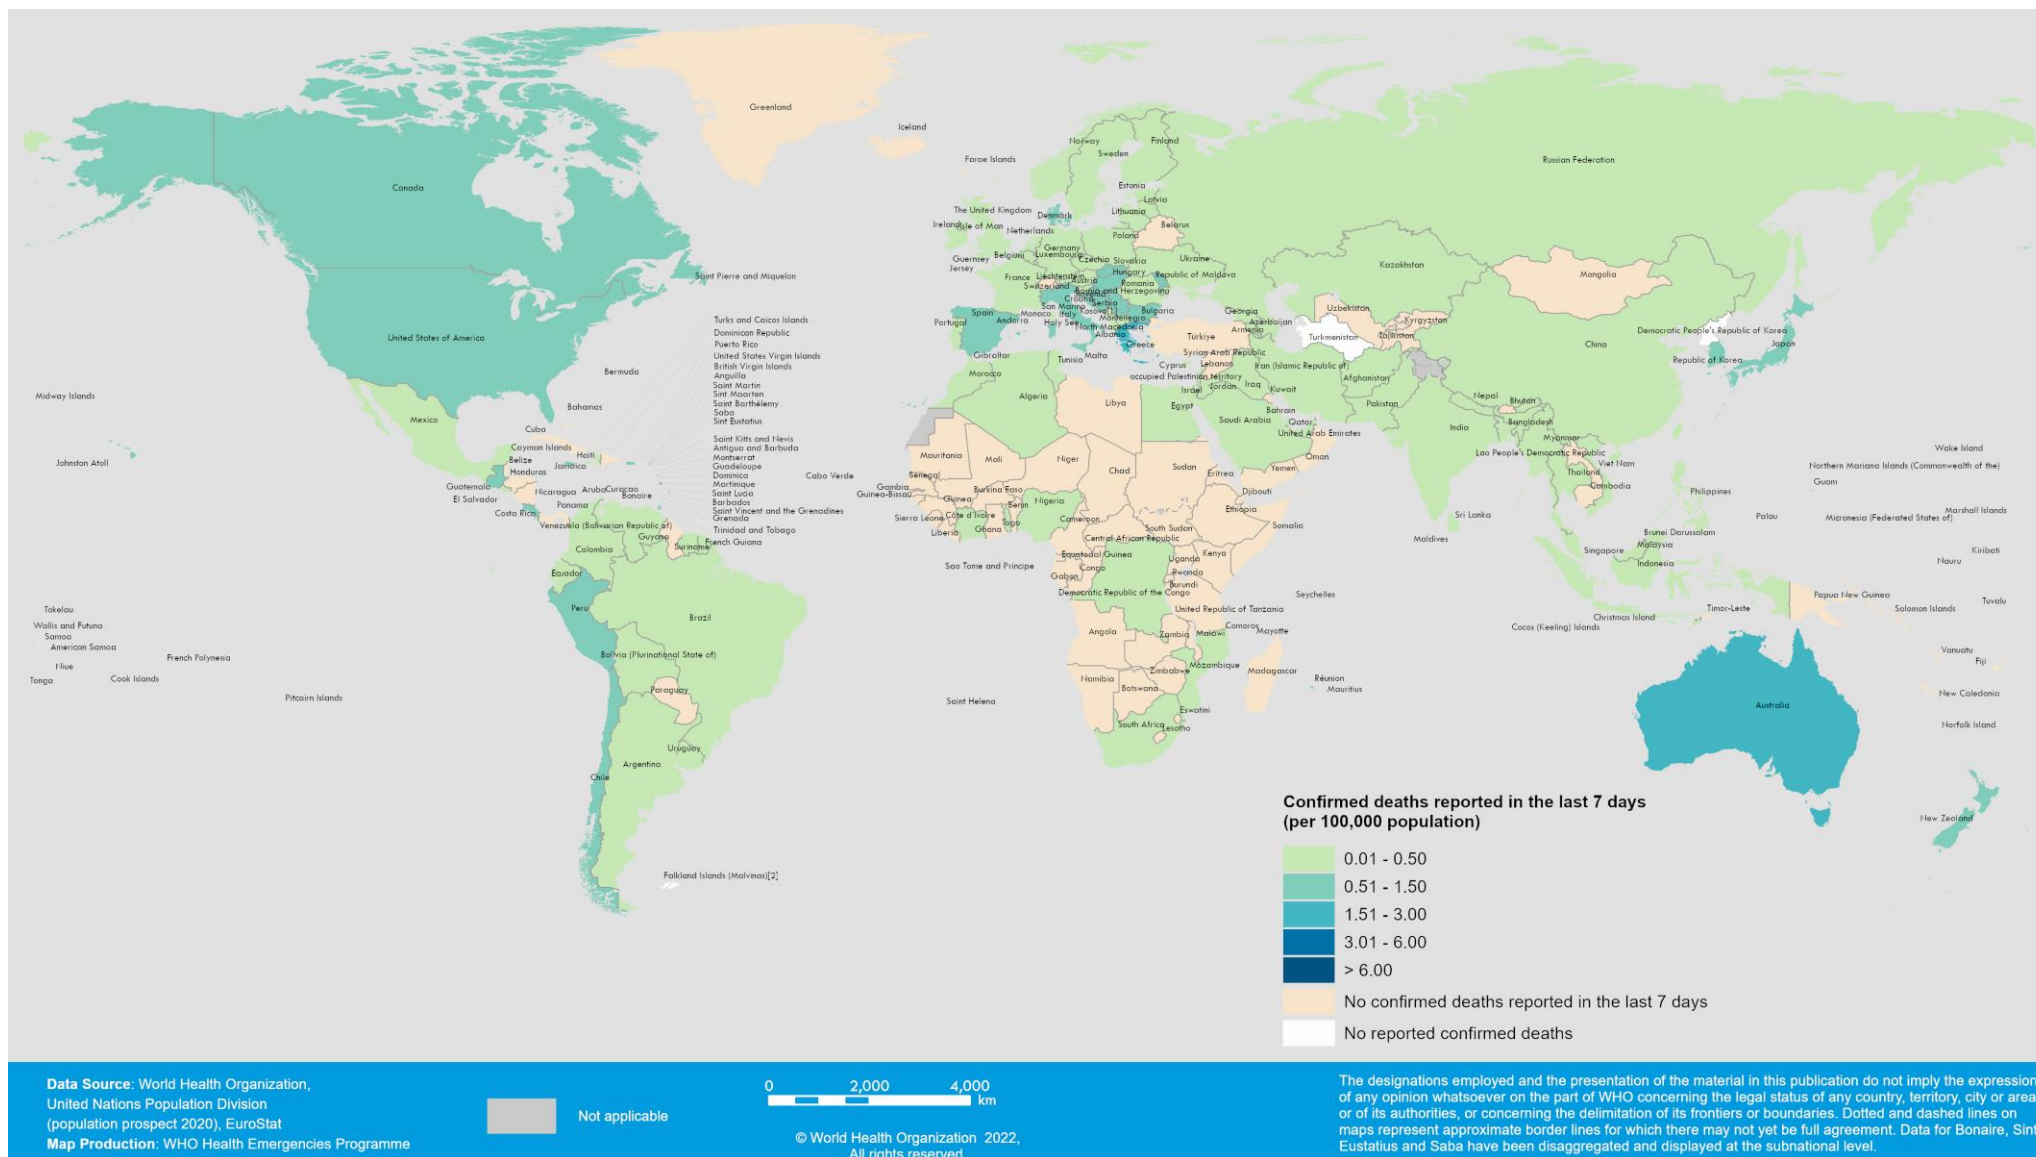 Greenland
Iceland
Faroe Islands
Norway
Sweden
Finland
Russian Federation
Canada
Estonia
Latvia
Lithuania
The United Kingdom
Denmark
Ireland
Isle of Man
Netherlands
Poland
Belarus
Germany
Guernsey
Belgium
Luxembourg
Czechia
Slovakia
Ukraine
Jersey
Kazakhstan
Saint Pierre and Miquelon
France
Liechtenstein
Austria
Hungary
Republic of Moldova
Mongolia
Switzerland
Romania
Bosnia and Herzegovina
Croatia
San Marino
Serbia
Uzbekistan
Spain
Monaco
Italy
Kosovo[1]
Bulgaria
Georgia
Kyrgyzstan
Turks and Caicos Islands
Portugal
Andorra
Holy See
Montenegro
Azerbaijan
North Macedonia
Armenia
Democratic People's Republic of Korea
Dominican Republic
Albania
Türkiye
Turkmenistan
Tajikistan
United States of America
Puerto Rico
Greece
China
Japan
United States Virgin Islands
Gibraltar
Tunisia
Malta
Syrian Arab Republic
Republic of Korea
British Virgin Islands
Cyprus
Lebanon
Iran (Islamic Republic of)
Bermuda
Anguilla
Morocco
occupied Palestinian territory
Afghanistan
Saint Martin
Israel
Jordan
Iraq
Kuwait
Midway Islands
Sint Maarten
Algeria
Libya
Egypt
Pakistan
Nepal
Bhutan
Bahamas
Saint Barthélemy
Bahrain
Saba
Saudi Arabia
Qatar
Bangladesh
Mexico
Sint Eustatius
United Arab Emirates
India
Cuba
Myanmar
Saint Kitts and Nevis
Cayman Islands
Antigua and Barbuda
Wake Island
Belize
Haiti
Montserrat
Mauritania
Mali
Niger
Chad
Sudan
Oman
Lao People's Democratic Republic
Johnston Atoll
Jamaica
Guadeloupe
Yemen
Viet Nam
Northern Mariana Islands (Commonwealth of the)
Honduras
Dominica
Cabo Verde
Senegal
Eritrea
Thailand
Guam
Guatemala
Nicaragua
Aruba
Curacao
Martinique
Gambia
Burkina Faso
Djibouti
Cambodia
Philippines
El Salvador
Bonaire
Saint Lucia
Guinea-Bissau
Guinea
Benin
Nigeria
Panama
Barbados
Ethiopia
Costa Rica
Saint Vincent and the Grenadines
Sierra Leone
Côte d'Ivoire
Togo
Cameroon
Somalia
Sri Lanka
Palau
Micronesia (Federated States of)
Marshall Islands
Grenada
Ghana
South Sudan
Venezuela (Bolivarian Republic of)
Trinidad and Tobago
Liberia
Central African Republic
Maldives
Brunei Darussalam
Guyana
Suriname
French Guiana
Malaysia
Colombia
Equatorial Guinea
Uganda
Kenya
Singapore
Kiribati
Sao Tome and Principe
Congo
Indonesia
Nauru
Ecuador
Gabon
Rwanda
Burundi
Democratic Republic of the Congo
Seychelles
Papua New Guinea
Tuvalu
Tokelau
Peru
United Republic of Tanzania
Timor-Leste
Solomon Islands
Brazil
Christmas Island
Wallis and Futuna
Angola
Zambia
Malawi
Comoros
Mayotte
Cocos (Keeling) Islands
Samoa
American Samoa
Bolivia (Plurinational State of)
Vanuatu
French Polynesia
Mozambique
Fiji
Niue
Zimbabwe
Madagascar
Tonga
Cook Islands
Namibia
Botswana
Réunion
Mauritius
Paraguay
Pitcairn Islands
Saint Helena
New Caledonia
Eswatini
Australia
South Africa
Lesotho
Norfolk Island
Uruguay
Argentina
Chile
New Zealand
Falkland Islands (Malvinas)[2]
Confirmed deaths reported in the last 7 days
(per 100,000 population)
0.01 - 0.50
0.51 - 1.50
1.51 - 3.00
3.01 - 6.00
> 6.00
No confirmed deaths reported in the last 7 days
No reported confirmed deaths
Data Source: World Health Organization,
United Nations Population Division
(population prospect 2020), EuroStat
Map Production: WHO Health Emergencies Programme
Not applicable
0 2,000 4,000
km
© World Health Organization 2022,
All rights reserved
The designations employed and the presentation of the material in this publication do not imply the expression
of any opinion whatsoever on the part of WHO concerning the legal status of any country, territory, city or area
or of its authorities, or concerning the delimitation of its frontiers or boundaries. Dotted and dashed lines on
maps represent approximate border lines for which there may not yet be full agreement. Data for Bonaire, Sint
Eustatius and Saba have been disaggregated and displayed at the subnational level.